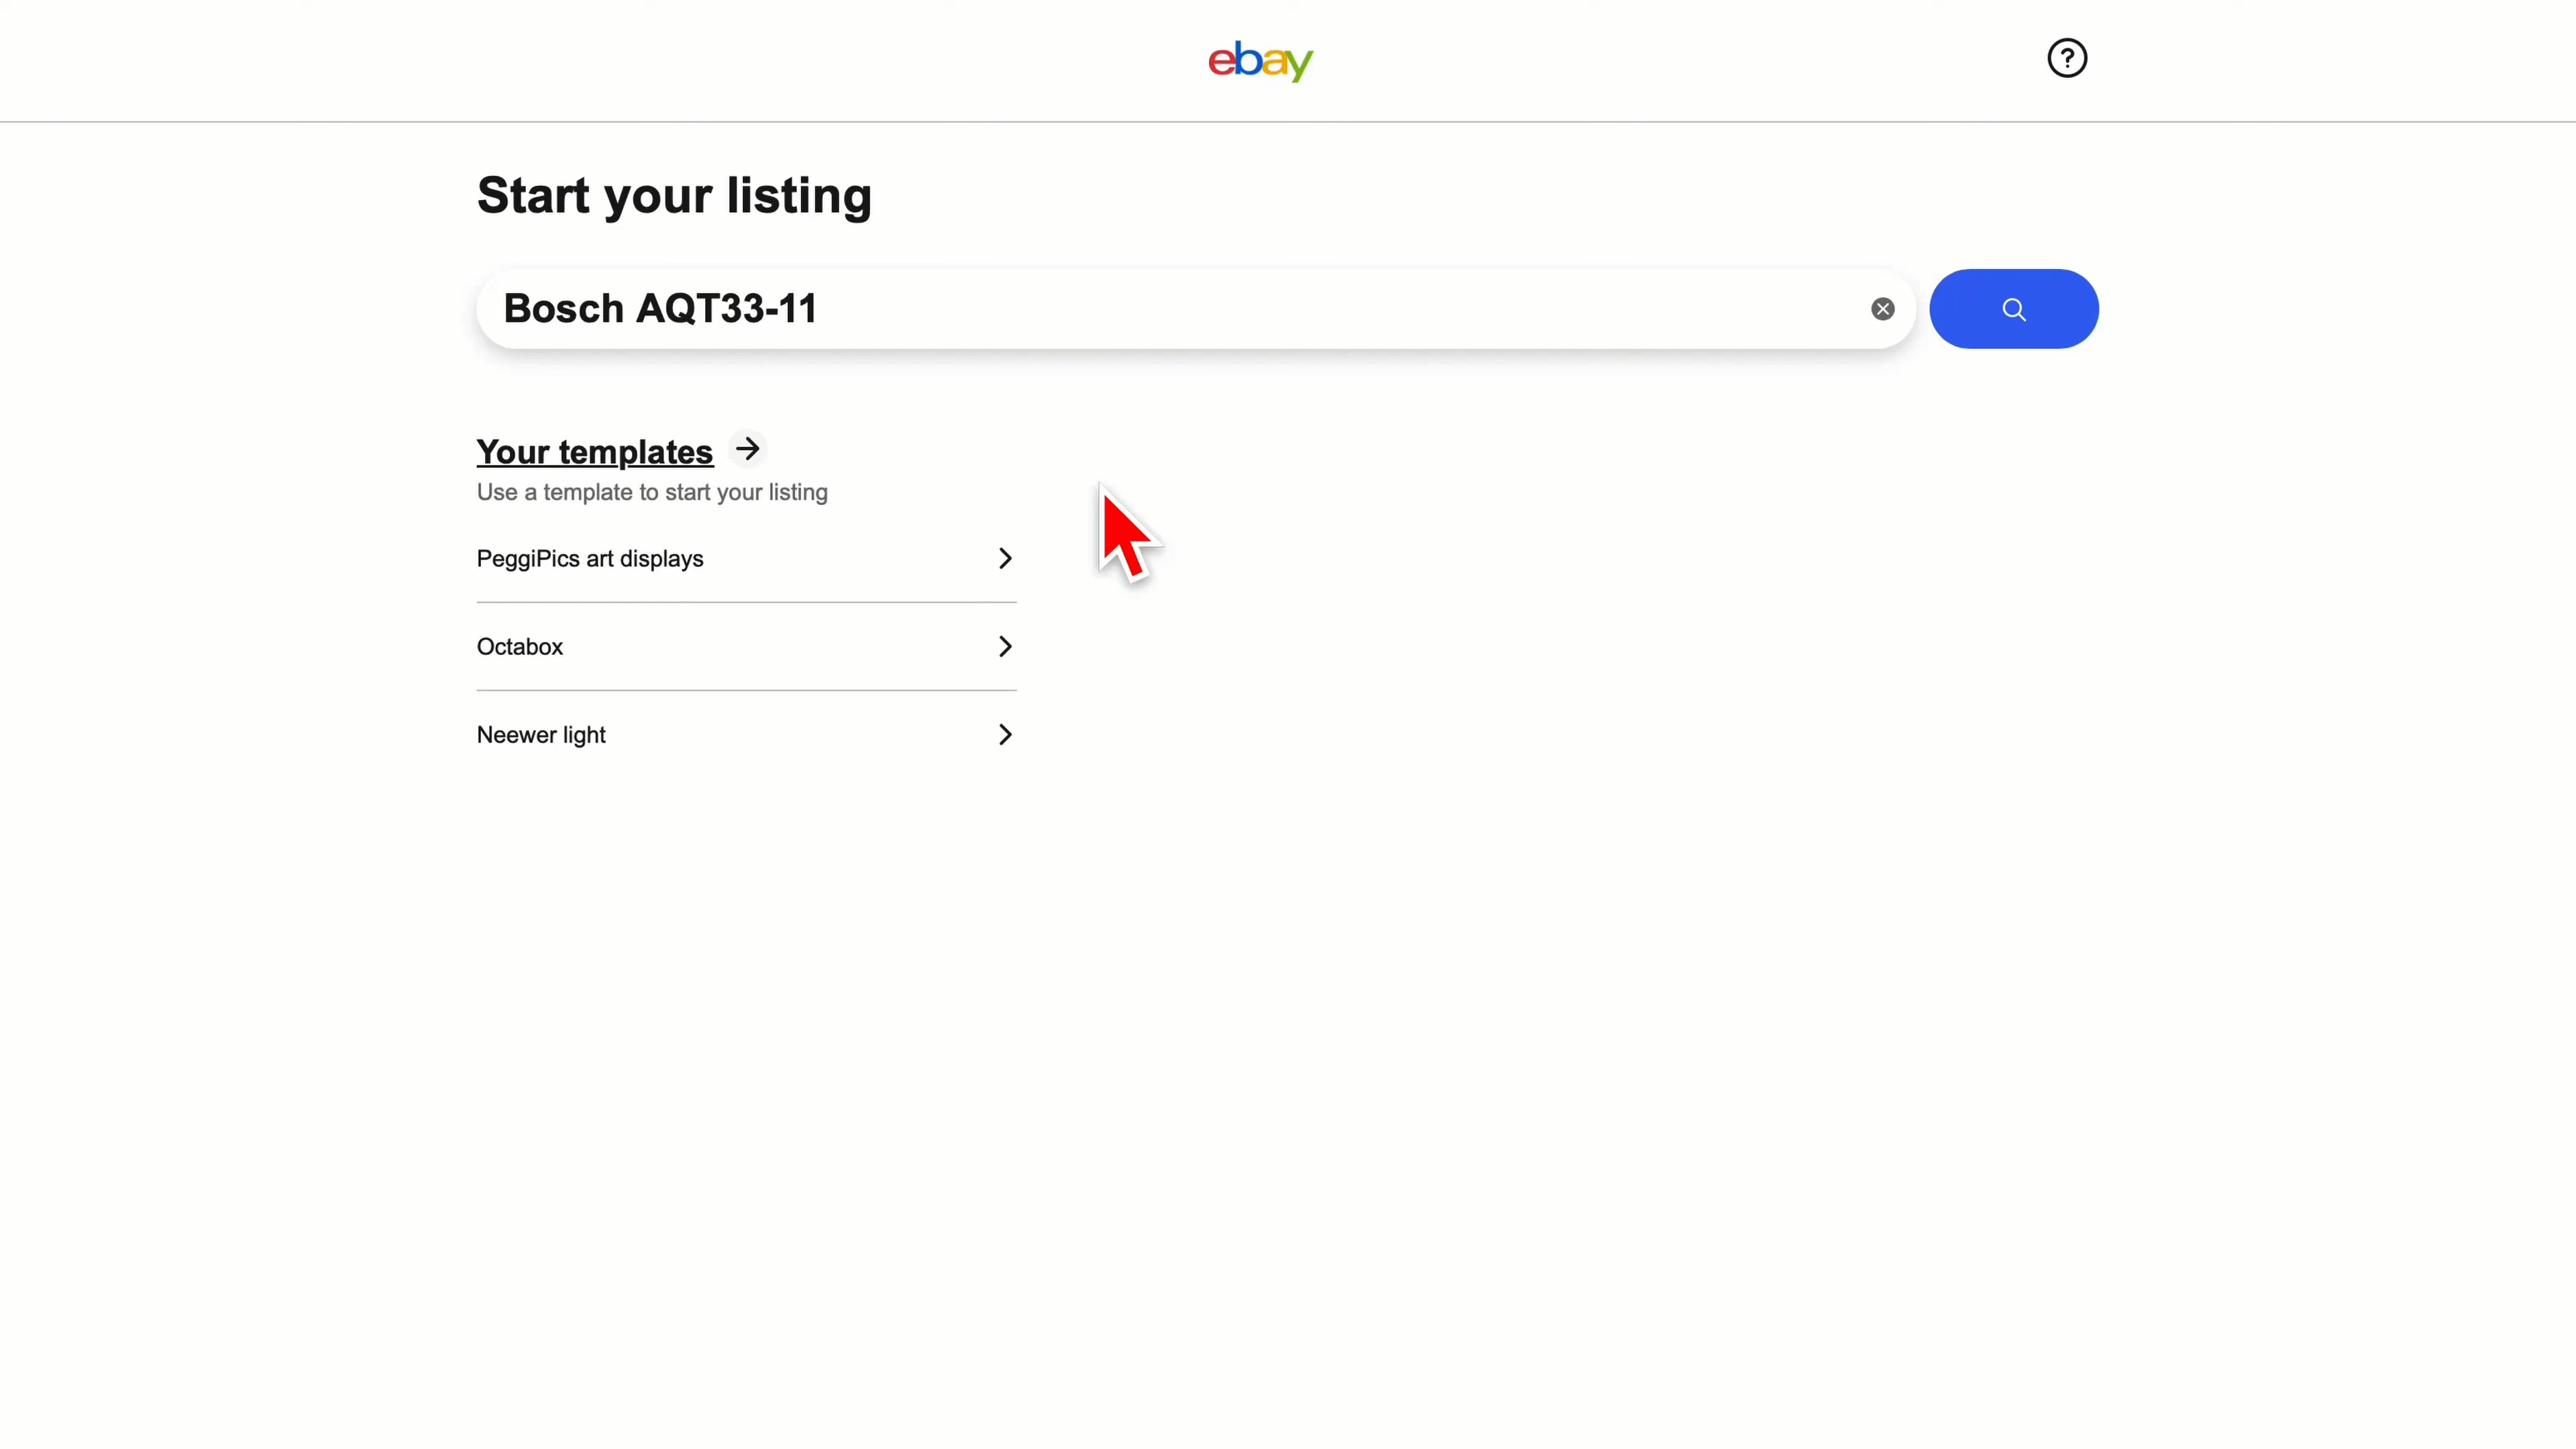 ebay
Start your listing
Bosch AQT33-11
Your templates
Use a template to start your listing
PeggiPics art displays
Octabox
Neewer light